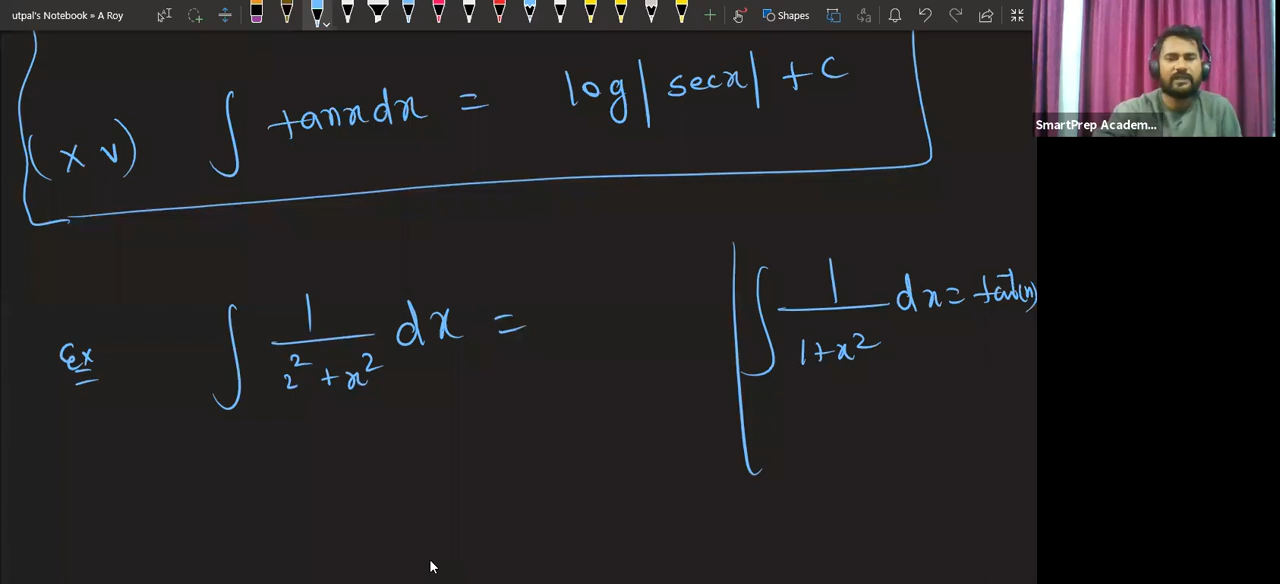 utpal's Notebook » A Roy
Shapes
SmartPrep Academ...
(xv) ∫ tanx dx = log|secx| + c
Ex ∫ 1/(2² + x²) dx =
∫ 1/(1+x²) dx = tan⁻¹(x)